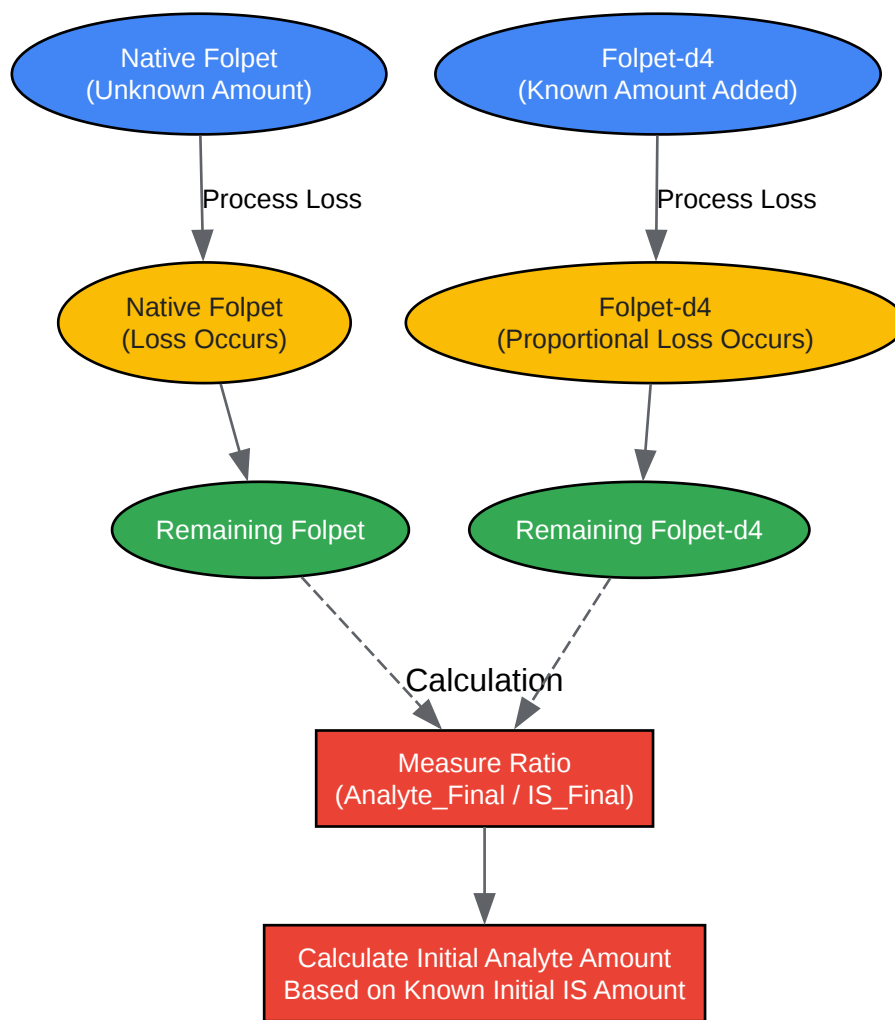 Native Folpet
(Unknown Amount)
Folpet-d4
(Known Amount Added)
Process Loss
Process Loss
Native Folpet
(Loss Occurs)
Folpet-d4
(Proportional Loss Occurs)
Remaining Folpet
Remaining Folpet-d4
Calculation
Measure Ratio
(Analyte_Final / IS_Final)
Calculate Initial Analyte Amount
Based on Known Initial IS Amount